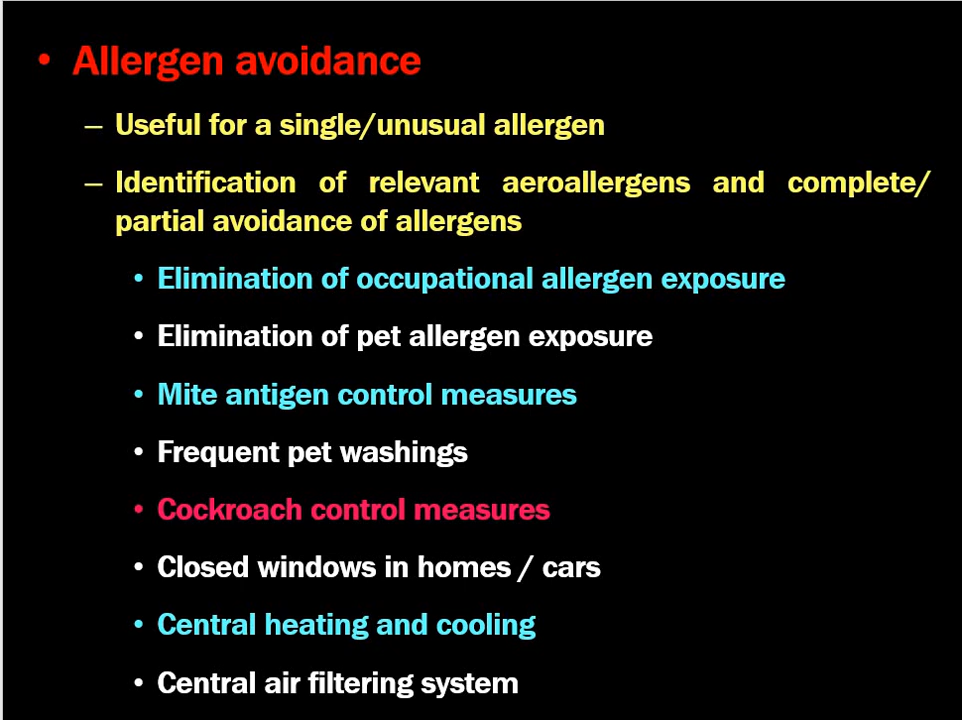 • Allergen avoidance
– Useful for a single/unusual allergen
– Identification of relevant aeroallergens and complete/
partial avoidance of allergens
• Elimination of occupational allergen exposure
• Elimination of pet allergen exposure
• Mite antigen control measures
• Frequent pet washings
• Cockroach control measures
• Closed windows in homes / cars
• Central heating and cooling
• Central air filtering system